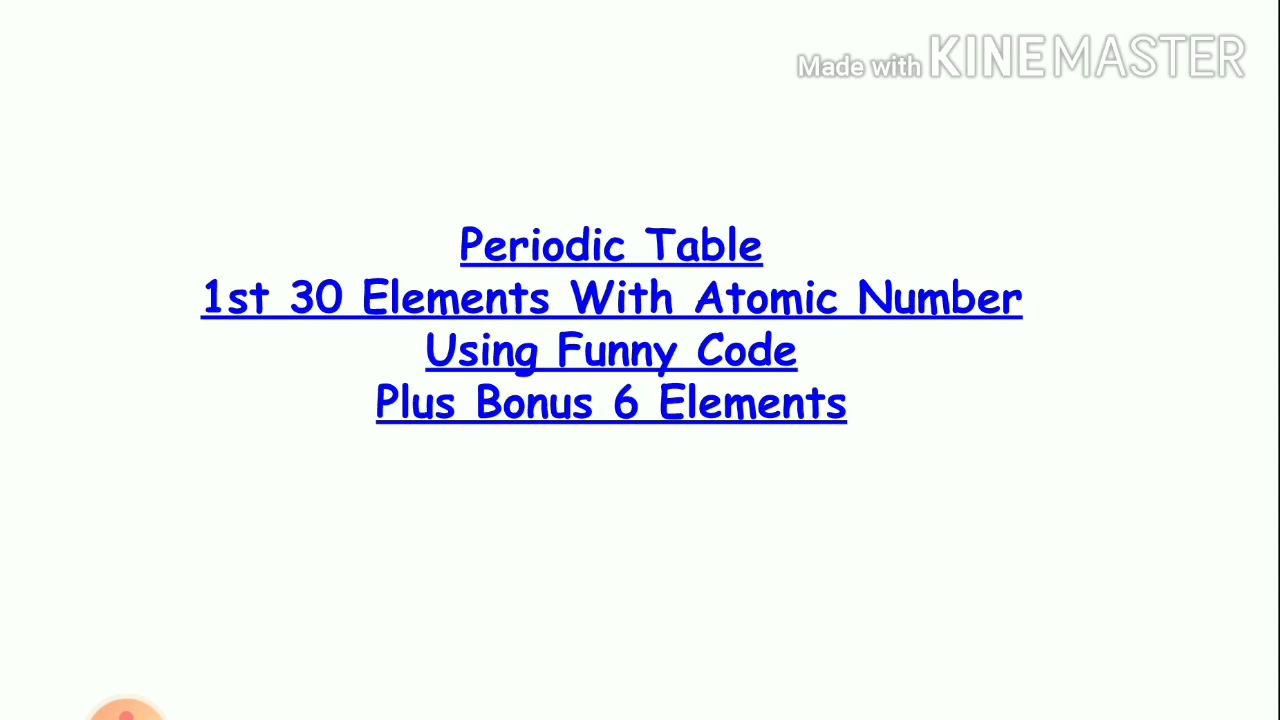 Made with KINEMASTER
Periodic Table
1st 30 Elements With Atomic Number
Using Funny Code
Plus Bonus 6 Elements